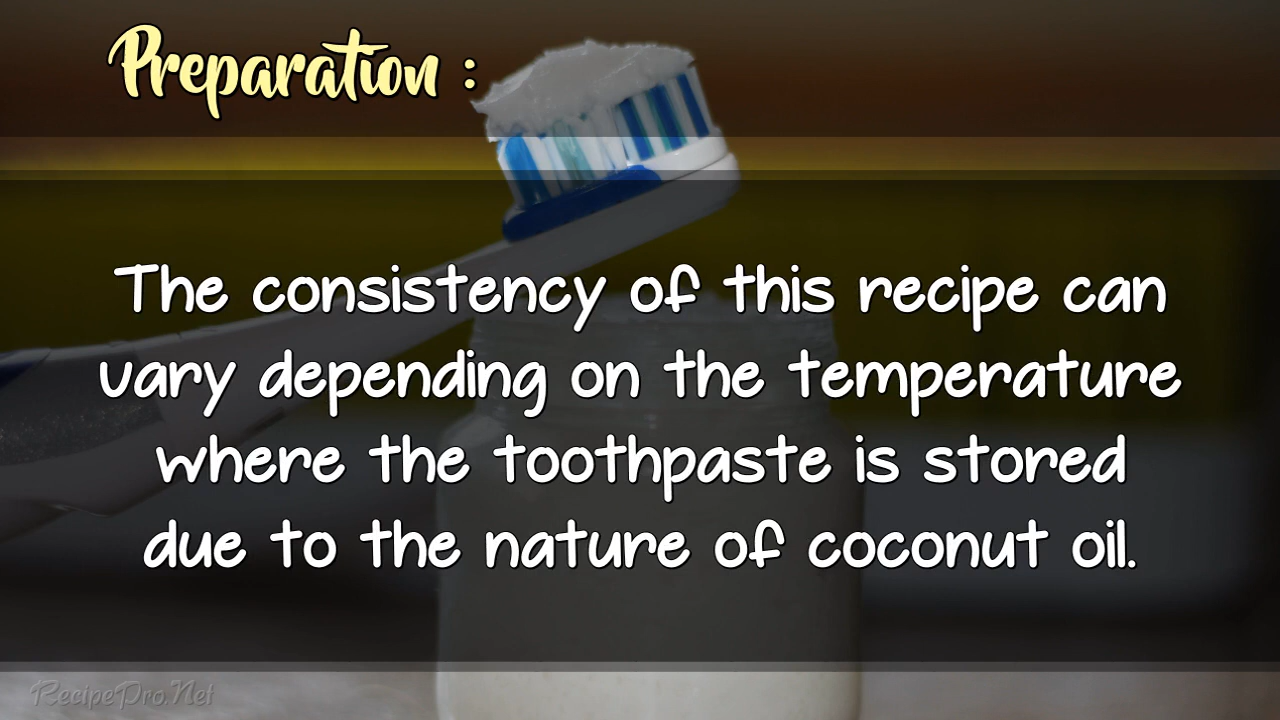 Preparation :
The consistency of this recipe can
vary depending on the temperature
where the toothpaste is stored
due to the nature of coconut oil.
RecipePro.Net